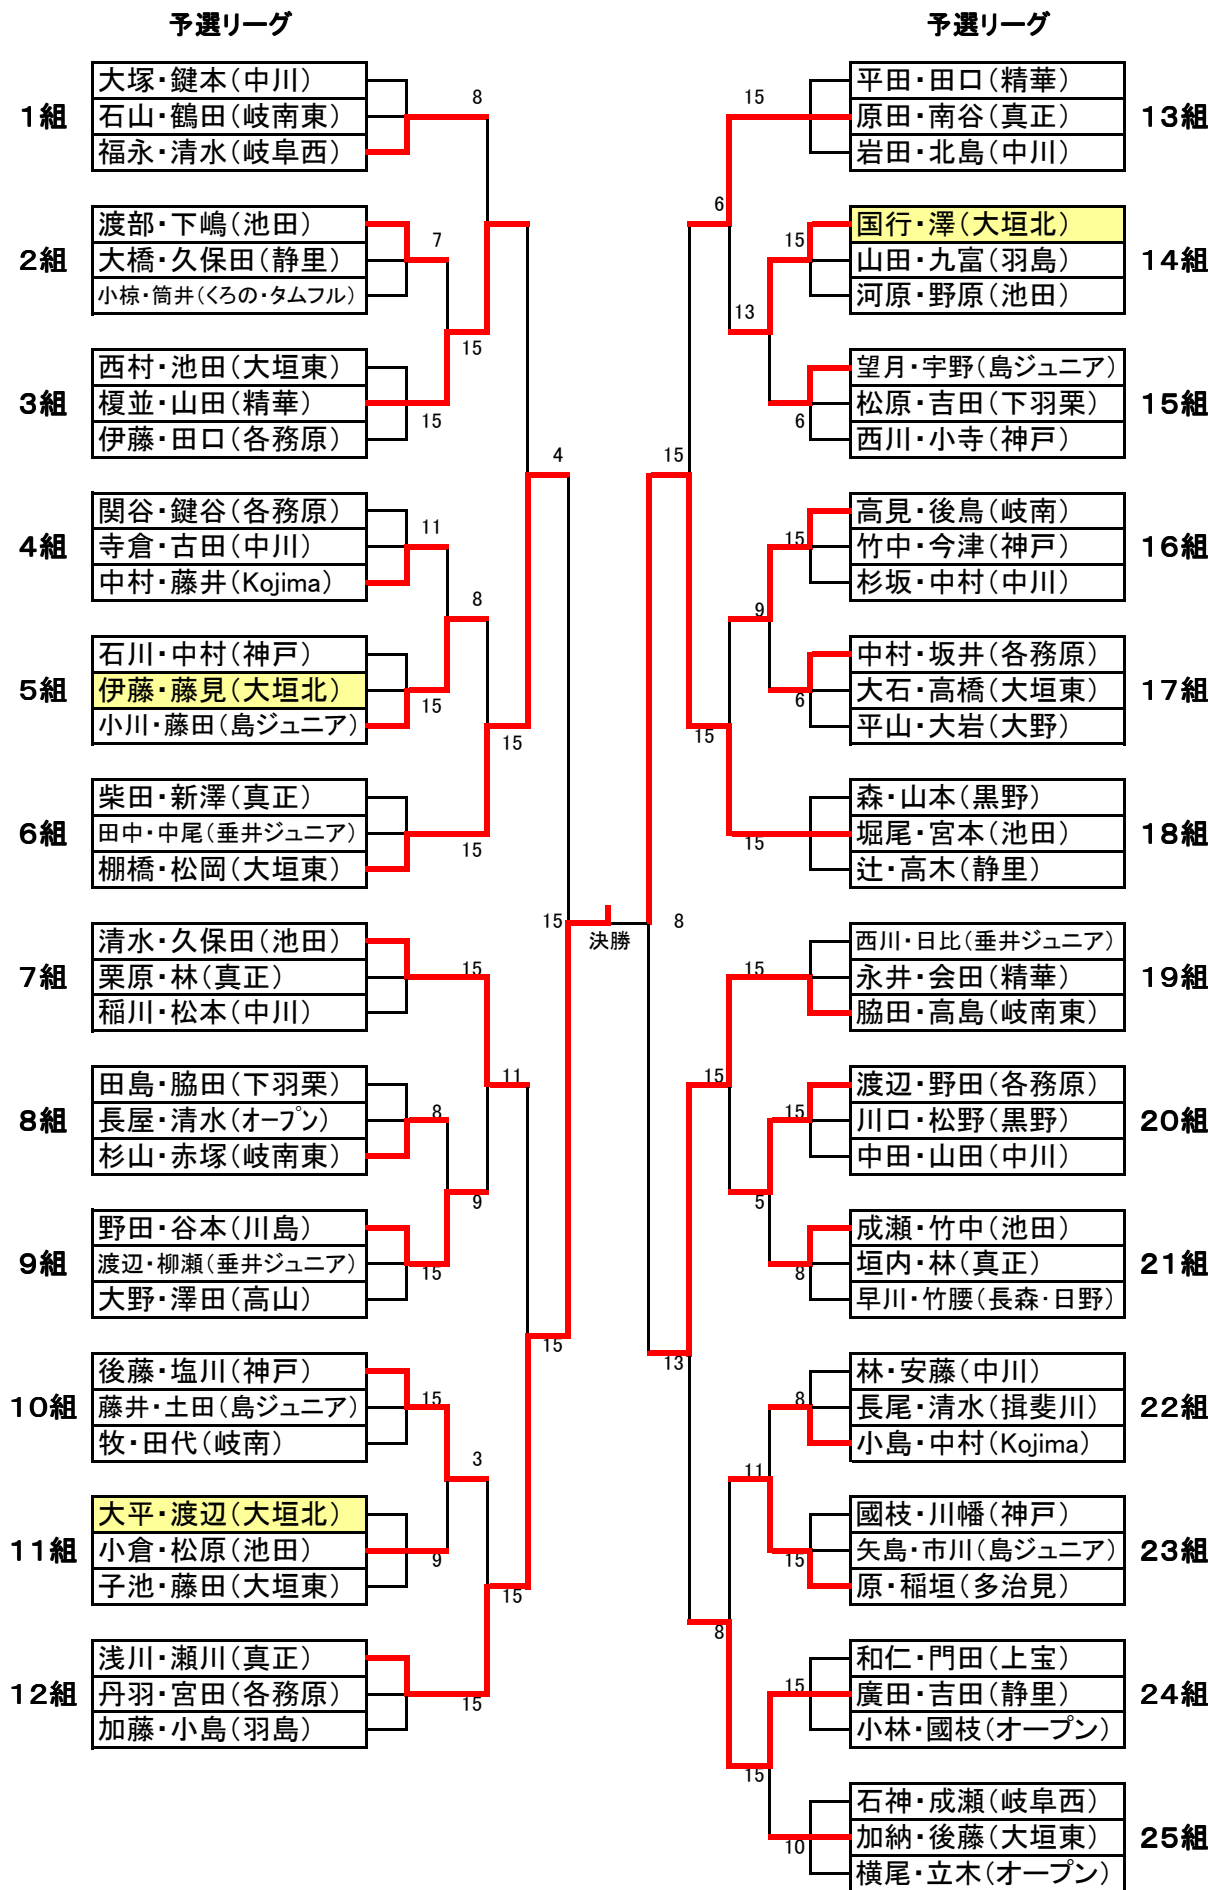 予選リーグ
1組
大塚・鍵本(中川)
石山・鶴田(岐南東)
福永・清水(岐阜西)
8
2組
渡部・下嶋(池田)
大橋・久保田(静里)
小椋・筒井(くろの・タムフル)
7
15
3組
西村・池田(大垣東)
榎並・山田(精華)
伊藤・田口(各務原)
15
4
4組
関谷・鍵谷(各務原)
寺倉・古田(中川)
中村・藤井(Kojima)
11
8
5組
石川・中村(神戸)
伊藤・藤見(大垣北)
小川・藤田(島ジュニア)
15
15
6組
柴田・新澤(真正)
田中・中尾(垂井ジュニア)
棚橋・松岡(大垣東)
15
15
決勝
8
7組
清水・久保田(池田)
栗原・林(真正)
稲川・松本(中川)
15
11
8組
田島・脇田(下羽栗)
長屋・清水(オープン)
杉山・赤塚(岐南東)
8
9
9組
野田・谷本(川島)
渡辺・柳瀬(垂井ジュニア)
大野・澤田(高山)
15
15
10組
後藤・塩川(神戸)
藤井・土田(島ジュニア)
牧・田代(岐南)
15
3
11組
大平・渡辺(大垣北)
小倉・松原(池田)
子池・藤田(大垣東)
9
15
12組
浅川・瀬川(真正)
丹羽・宮田(各務原)
加藤・小島(羽島)
15
予選リーグ
13組
平田・田口(精華)
原田・南谷(真正)
岩田・北島(中川)
15
6
14組
国行・澤(大垣北)
山田・九富(羽島)
河原・野原(池田)
15
13
15組
望月・宇野(島ジュニア)
松原・吉田(下羽栗)
西川・小寺(神戸)
6
15
16組
高見・後鳥(岐南)
竹中・今津(神戸)
杉坂・中村(中川)
15
9
17組
中村・坂井(各務原)
大石・高橋(大垣東)
平山・大岩(大野)
6
15
18組
森・山本(黒野)
堀尾・宮本(池田)
辻・高木(静里)
15
19組
西川・日比(垂井ジュニア)
永井・会田(精華)
脇田・高島(岐南東)
15
15
20組
渡辺・野田(各務原)
川口・松野(黒野)
中田・山田(中川)
15
5
21組
成瀬・竹中(池田)
垣内・林(真正)
早川・竹腰(長森・日野)
8
13
22組
林・安藤(中川)
長尾・清水(揖斐川)
小島・中村(Kojima)
8
11
23組
國枝・川幡(神戸)
矢島・市川(島ジュニア)
原・稲垣(多治見)
15
8
24組
和仁・門田(上宝)
廣田・吉田(静里)
小林・國枝(オープン)
15
15
25組
石神・成瀬(岐阜西)
加納・後藤(大垣東)
横尾・立木(オープン)
10